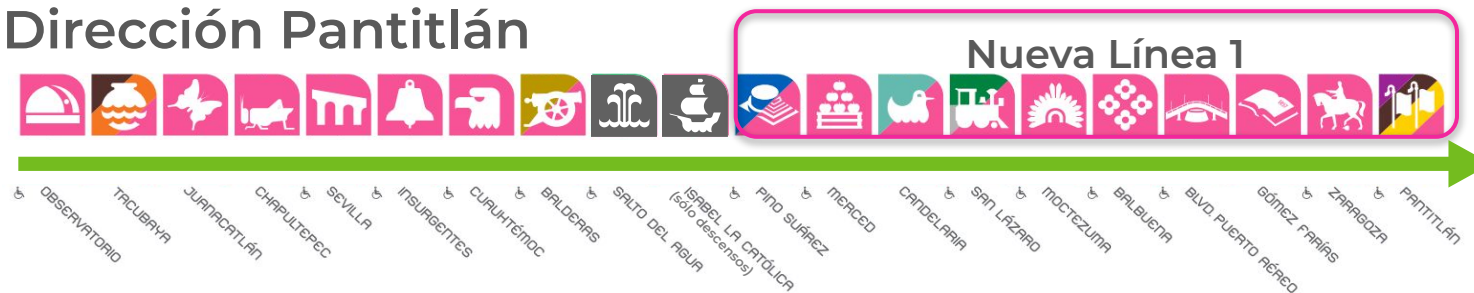 Dirección Pantitlán
Nueva Línea 1
OBSERVATORIO
TACUBAYA
JUANACATLÁN
CHAPULTEPEC
SEVILLA
INSURGENTES
CUAUHTÉMOC
BALDERAS
SALTO DEL AGUA
ISABEL LA CATÓLICA
(sólo descensos)
PINO SUÁREZ
MERCED
CANDELARIA
SAN LÁZARO
MOCTEZUMA
BALBUENA
BLVD. PUERTO AÉREO
GÓMEZ FARÍAS
ZARAGOZA
PANTITLÁN